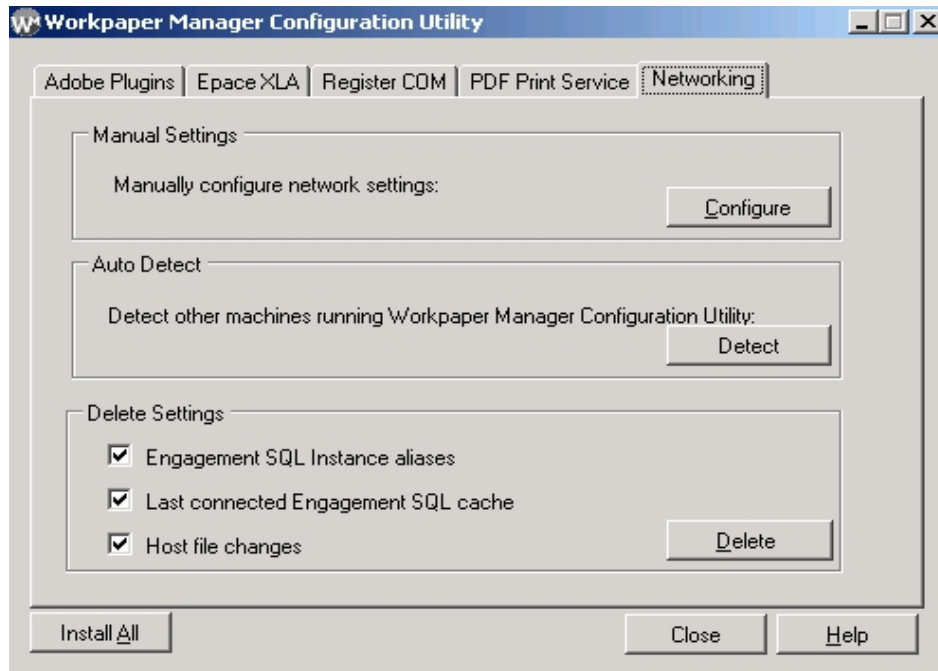 Workpaper Manager Configuration Utility
Adobe Plugins Epace XLA Register COM PDF Print Service Networking
Manual Settings
Manually configure network settings:
Configure
Auto Detect
Detect other machines running Workpaper Manager Configuration Utility:
Detect
Delete Settings
Engagement SQL Instance aliases
Last connected Engagement SQL cache
Host file changes
Delete
Install All Close Help